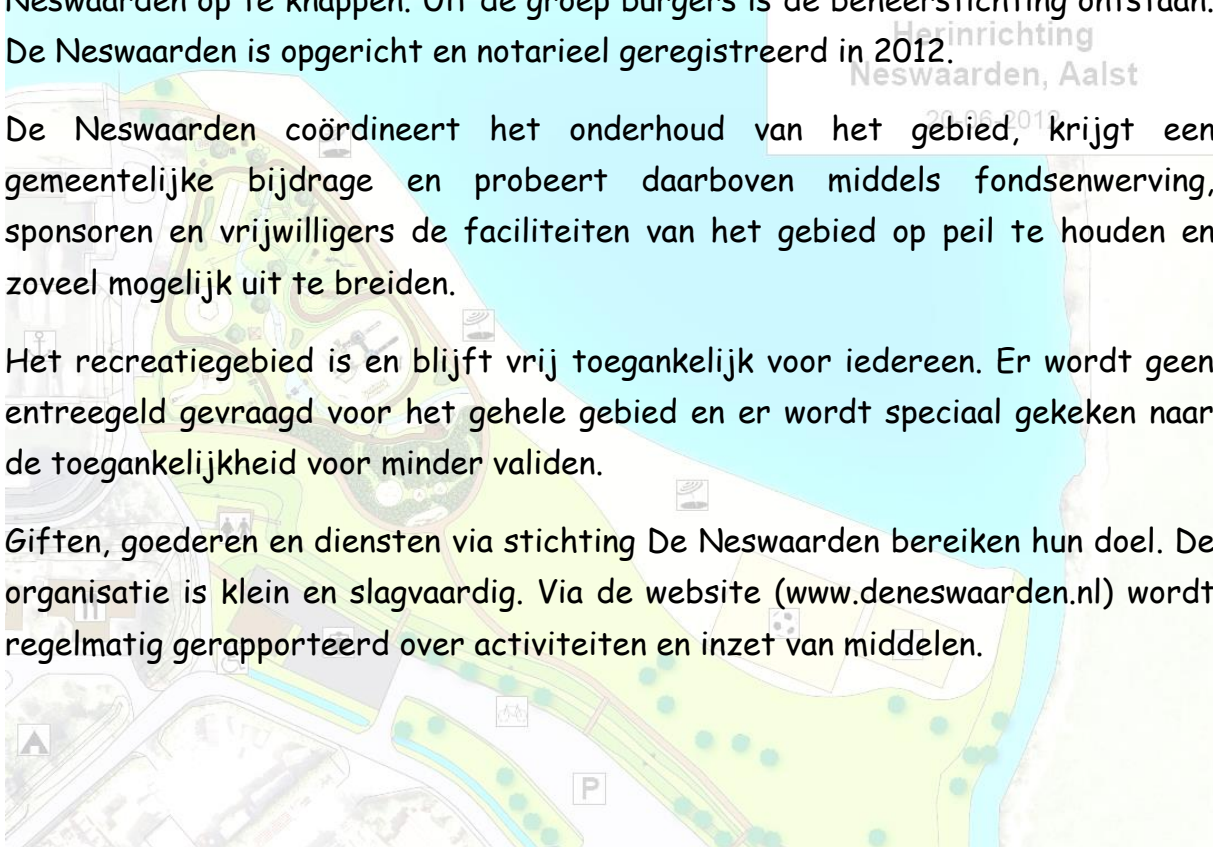 Neswaarden op te knappen. Uit de groep burgers is de beheerstichting ontstaan.
De Neswaarden is opgericht en notarieel geregistreerd in 2012.
Herinrichting
Neswaarden, Aalst
De Neswaarden coördineert het onderhoud van het gebied, krijgt een
gemeentelijke bijdrage en probeert daarboven middels fondsenwerving,
sponsoren en vrijwilligers de faciliteiten van het gebied op peil te houden en
zoveel mogelijk uit te breiden.
Het recreatiegebied is en blijft vrij toegankelijk voor iedereen. Er wordt geen
entreegeld gevraagd voor het gehele gebied en er wordt speciaal gekeken naar
de toegankelijkheid voor minder validen.
Giften, goederen en diensten via stichting De Neswaarden bereiken hun doel. De
organisatie is klein en slagvaardig. Via de website (www.deneswaarden.nl) wordt
regelmatig gerapporteerd over activiteiten en inzet van middelen.
P